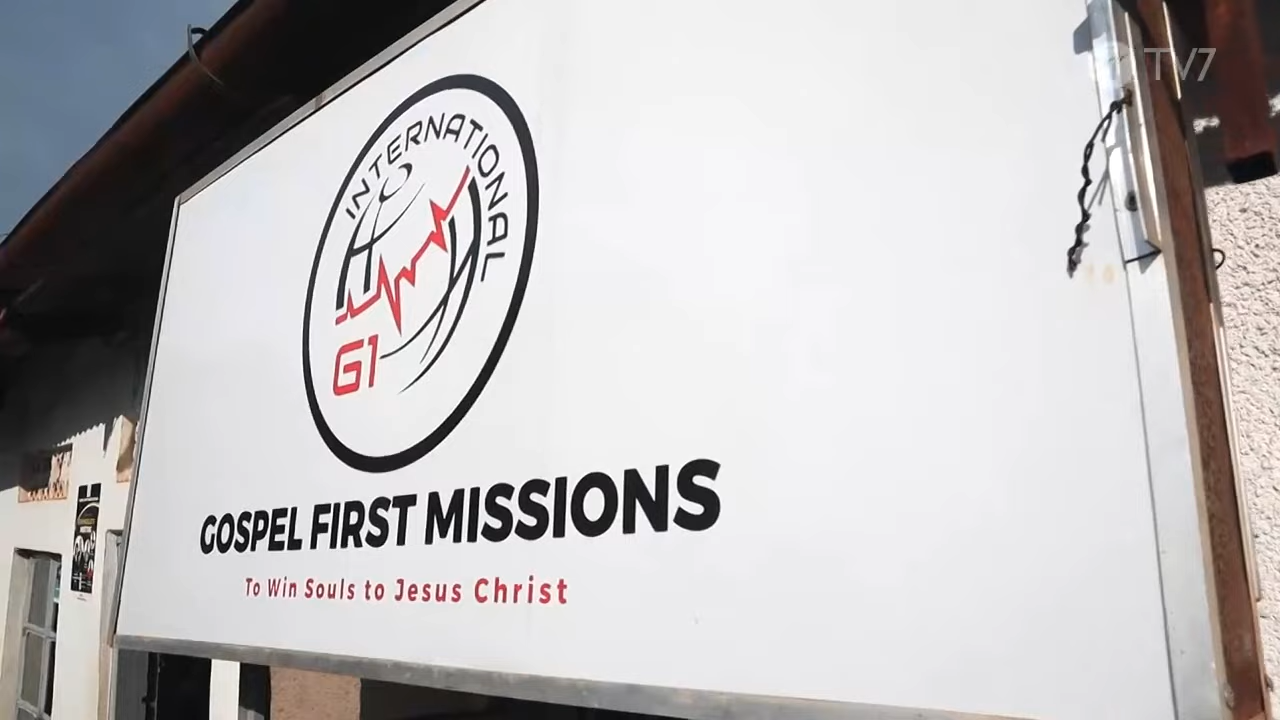 TV7
INTERNATIONAL
G1
GOSPEL FIRST MISSIONS
To Win Souls to Jesus Christ